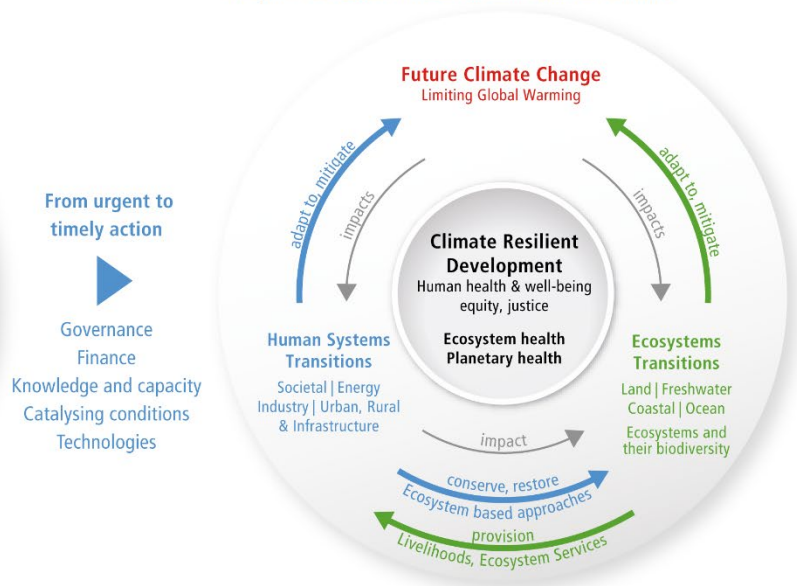 From urgent to
timely action
Governance
Finance
Knowledge and capacity
Catalysing conditions
Technologies
Future Climate Change
Limiting Global Warming
adapt to, mitigate
impacts
impacts
adapt to, mitigate
Climate Resilient
Development
Human health & well-being
equity, justice
Ecosystem health
Planetary health
Human Systems
Transitions
Societal | Energy
Industry | Urban, Rural
& Infrastructure
Ecosystems
Transitions
Land | Freshwater
Coastal | Ocean
Ecosystems and
their biodiversity
impact
conserve, restore
Ecosystem based approaches
provision
Livelihoods, Ecosystem Services